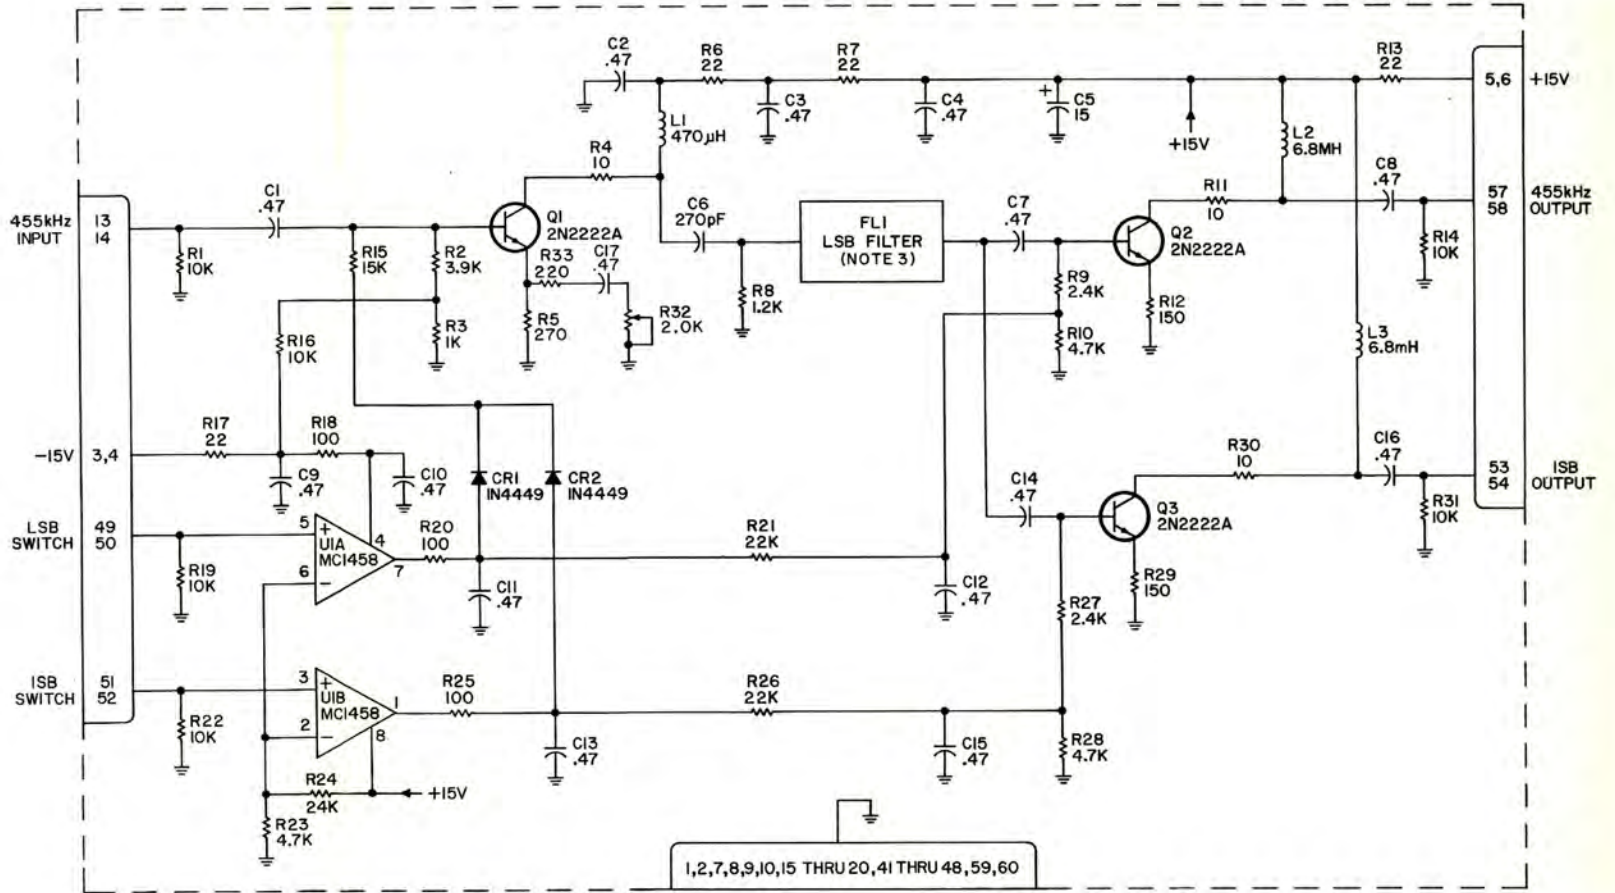 C2
.47
R6
22
R7
22
R13
22
5,6
+15V
C3
.47
C4
.47
+
C5
15
+15V
L1
470μH
L2
6.8MH
R4
10
C1
.47
455kHz
INPUT
13
14
Q1
2N2222A
C6
270pF
FL1
LSB FILTER
(NOTE 3)
C7
.47
R11
10
C8
.47
57
58
455kHz
OUTPUT
Q2
2N2222A
R1
10K
R15
15K
R2
3.9K
R33
220
C17
.47
R14
10K
R9
2.4K
R8
1.2K
R12
150
R16
10K
R3
1K
R5
270
R32
2.0K
R10
4.7K
L3
6.8mH
R17
22
R18
100
-15V
3,4
C9
.47
C10
.47
CR1
1N4449
CR2
1N4449
R30
10
C16
.47
53
54
ISB
OUTPUT
C14
.47
Q3
2N2222A
R31
10K
LSB
SWITCH
49
50
5
+
U1A
MC1458
4
6
-
7
R20
100
R21
22K
R19
10K
C11
.47
C12
.47
R27
2.4K
R29
150
ISB
SWITCH
51
52
3
+
U1B
MC1458
1
2
-
8
R25
100
R26
22K
R22
10K
C13
.47
C15
.47
R28
4.7K
R24
24K
+15V
R23
4.7K
1,2,7,8,9,10,15 THRU 20,41 THRU 48,59,60